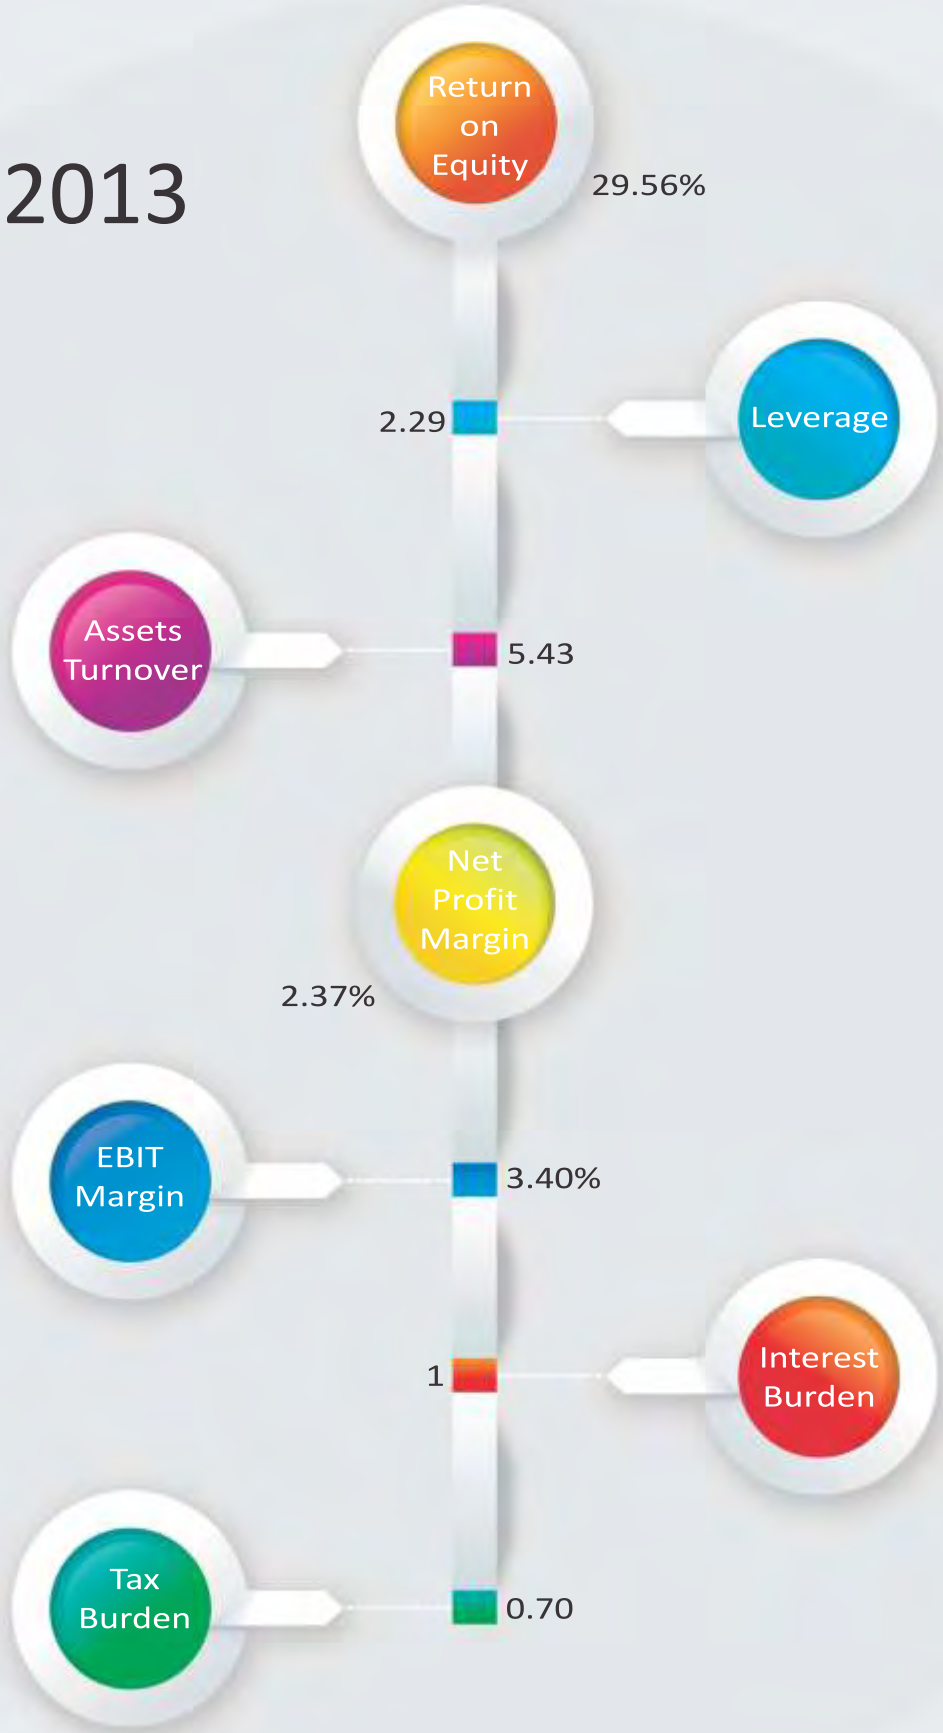 Return
on
Equity
2013
29.56%
2.29
Leverage
Assets
Turnover
5.43
Net
Profit
Margin
2.37%
EBIT
Margin
3.40%
1
Interest
Burden
Tax
Burden
0.70